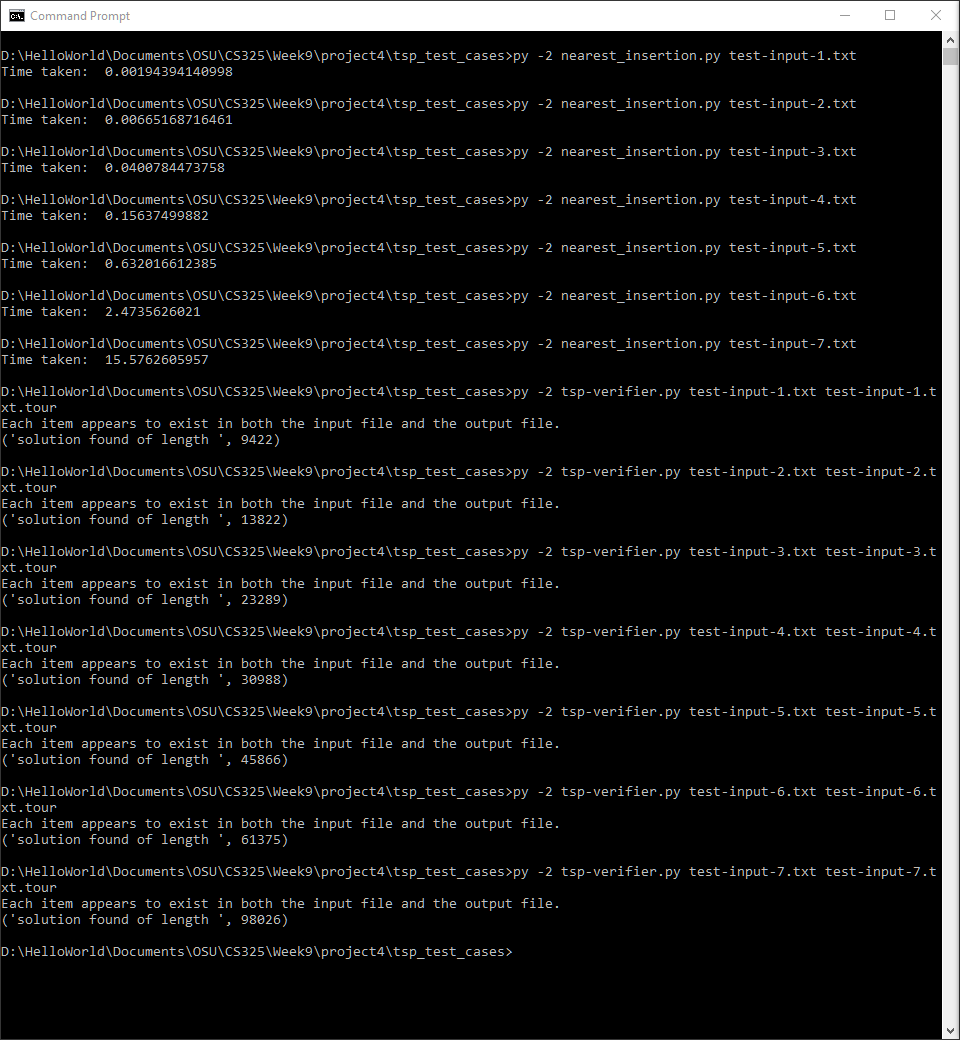 Command Prompt
D:\HelloWorld\Documents\OSU\CS325\Week9\project4\tsp_test_cases>py -2 nearest_insertion.py test-input-1.txt
Time taken:  0.00194394140998
D:\HelloWorld\Documents\OSU\CS325\Week9\project4\tsp_test_cases>py -2 nearest_insertion.py test-input-2.txt
Time taken:  0.00665168716461
D:\HelloWorld\Documents\OSU\CS325\Week9\project4\tsp_test_cases>py -2 nearest_insertion.py test-input-3.txt
Time taken:  0.0400784473758
D:\HelloWorld\Documents\OSU\CS325\Week9\project4\tsp_test_cases>py -2 nearest_insertion.py test-input-4.txt
Time taken:  0.15637499882
D:\HelloWorld\Documents\OSU\CS325\Week9\project4\tsp_test_cases>py -2 nearest_insertion.py test-input-5.txt
Time taken:  0.632016612385
D:\HelloWorld\Documents\OSU\CS325\Week9\project4\tsp_test_cases>py -2 nearest_insertion.py test-input-6.txt
Time taken:  2.4735626021
D:\HelloWorld\Documents\OSU\CS325\Week9\project4\tsp_test_cases>py -2 nearest_insertion.py test-input-7.txt
Time taken:  15.5762605957
D:\HelloWorld\Documents\OSU\CS325\Week9\project4\tsp_test_cases>py -2 tsp-verifier.py test-input-1.txt test-input-1.t
xt.tour
Each item appears to exist in both the input file and the output file.
('solution found of length ', 9422)
D:\HelloWorld\Documents\OSU\CS325\Week9\project4\tsp_test_cases>py -2 tsp-verifier.py test-input-2.txt test-input-2.t
xt.tour
Each item appears to exist in both the input file and the output file.
('solution found of length ', 13822)
D:\HelloWorld\Documents\OSU\CS325\Week9\project4\tsp_test_cases>py -2 tsp-verifier.py test-input-3.txt test-input-3.t
xt.tour
Each item appears to exist in both the input file and the output file.
('solution found of length ', 23289)
D:\HelloWorld\Documents\OSU\CS325\Week9\project4\tsp_test_cases>py -2 tsp-verifier.py test-input-4.txt test-input-4.t
xt.tour
Each item appears to exist in both the input file and the output file.
('solution found of length ', 30988)
D:\HelloWorld\Documents\OSU\CS325\Week9\project4\tsp_test_cases>py -2 tsp-verifier.py test-input-5.txt test-input-5.t
xt.tour
Each item appears to exist in both the input file and the output file.
('solution found of length ', 45866)
D:\HelloWorld\Documents\OSU\CS325\Week9\project4\tsp_test_cases>py -2 tsp-verifier.py test-input-6.txt test-input-6.t
xt.tour
Each item appears to exist in both the input file and the output file.
('solution found of length ', 61375)
D:\HelloWorld\Documents\OSU\CS325\Week9\project4\tsp_test_cases>py -2 tsp-verifier.py test-input-7.txt test-input-7.t
xt.tour
Each item appears to exist in both the input file and the output file.
('solution found of length ', 98026)
D:\HelloWorld\Documents\OSU\CS325\Week9\project4\tsp_test_cases>